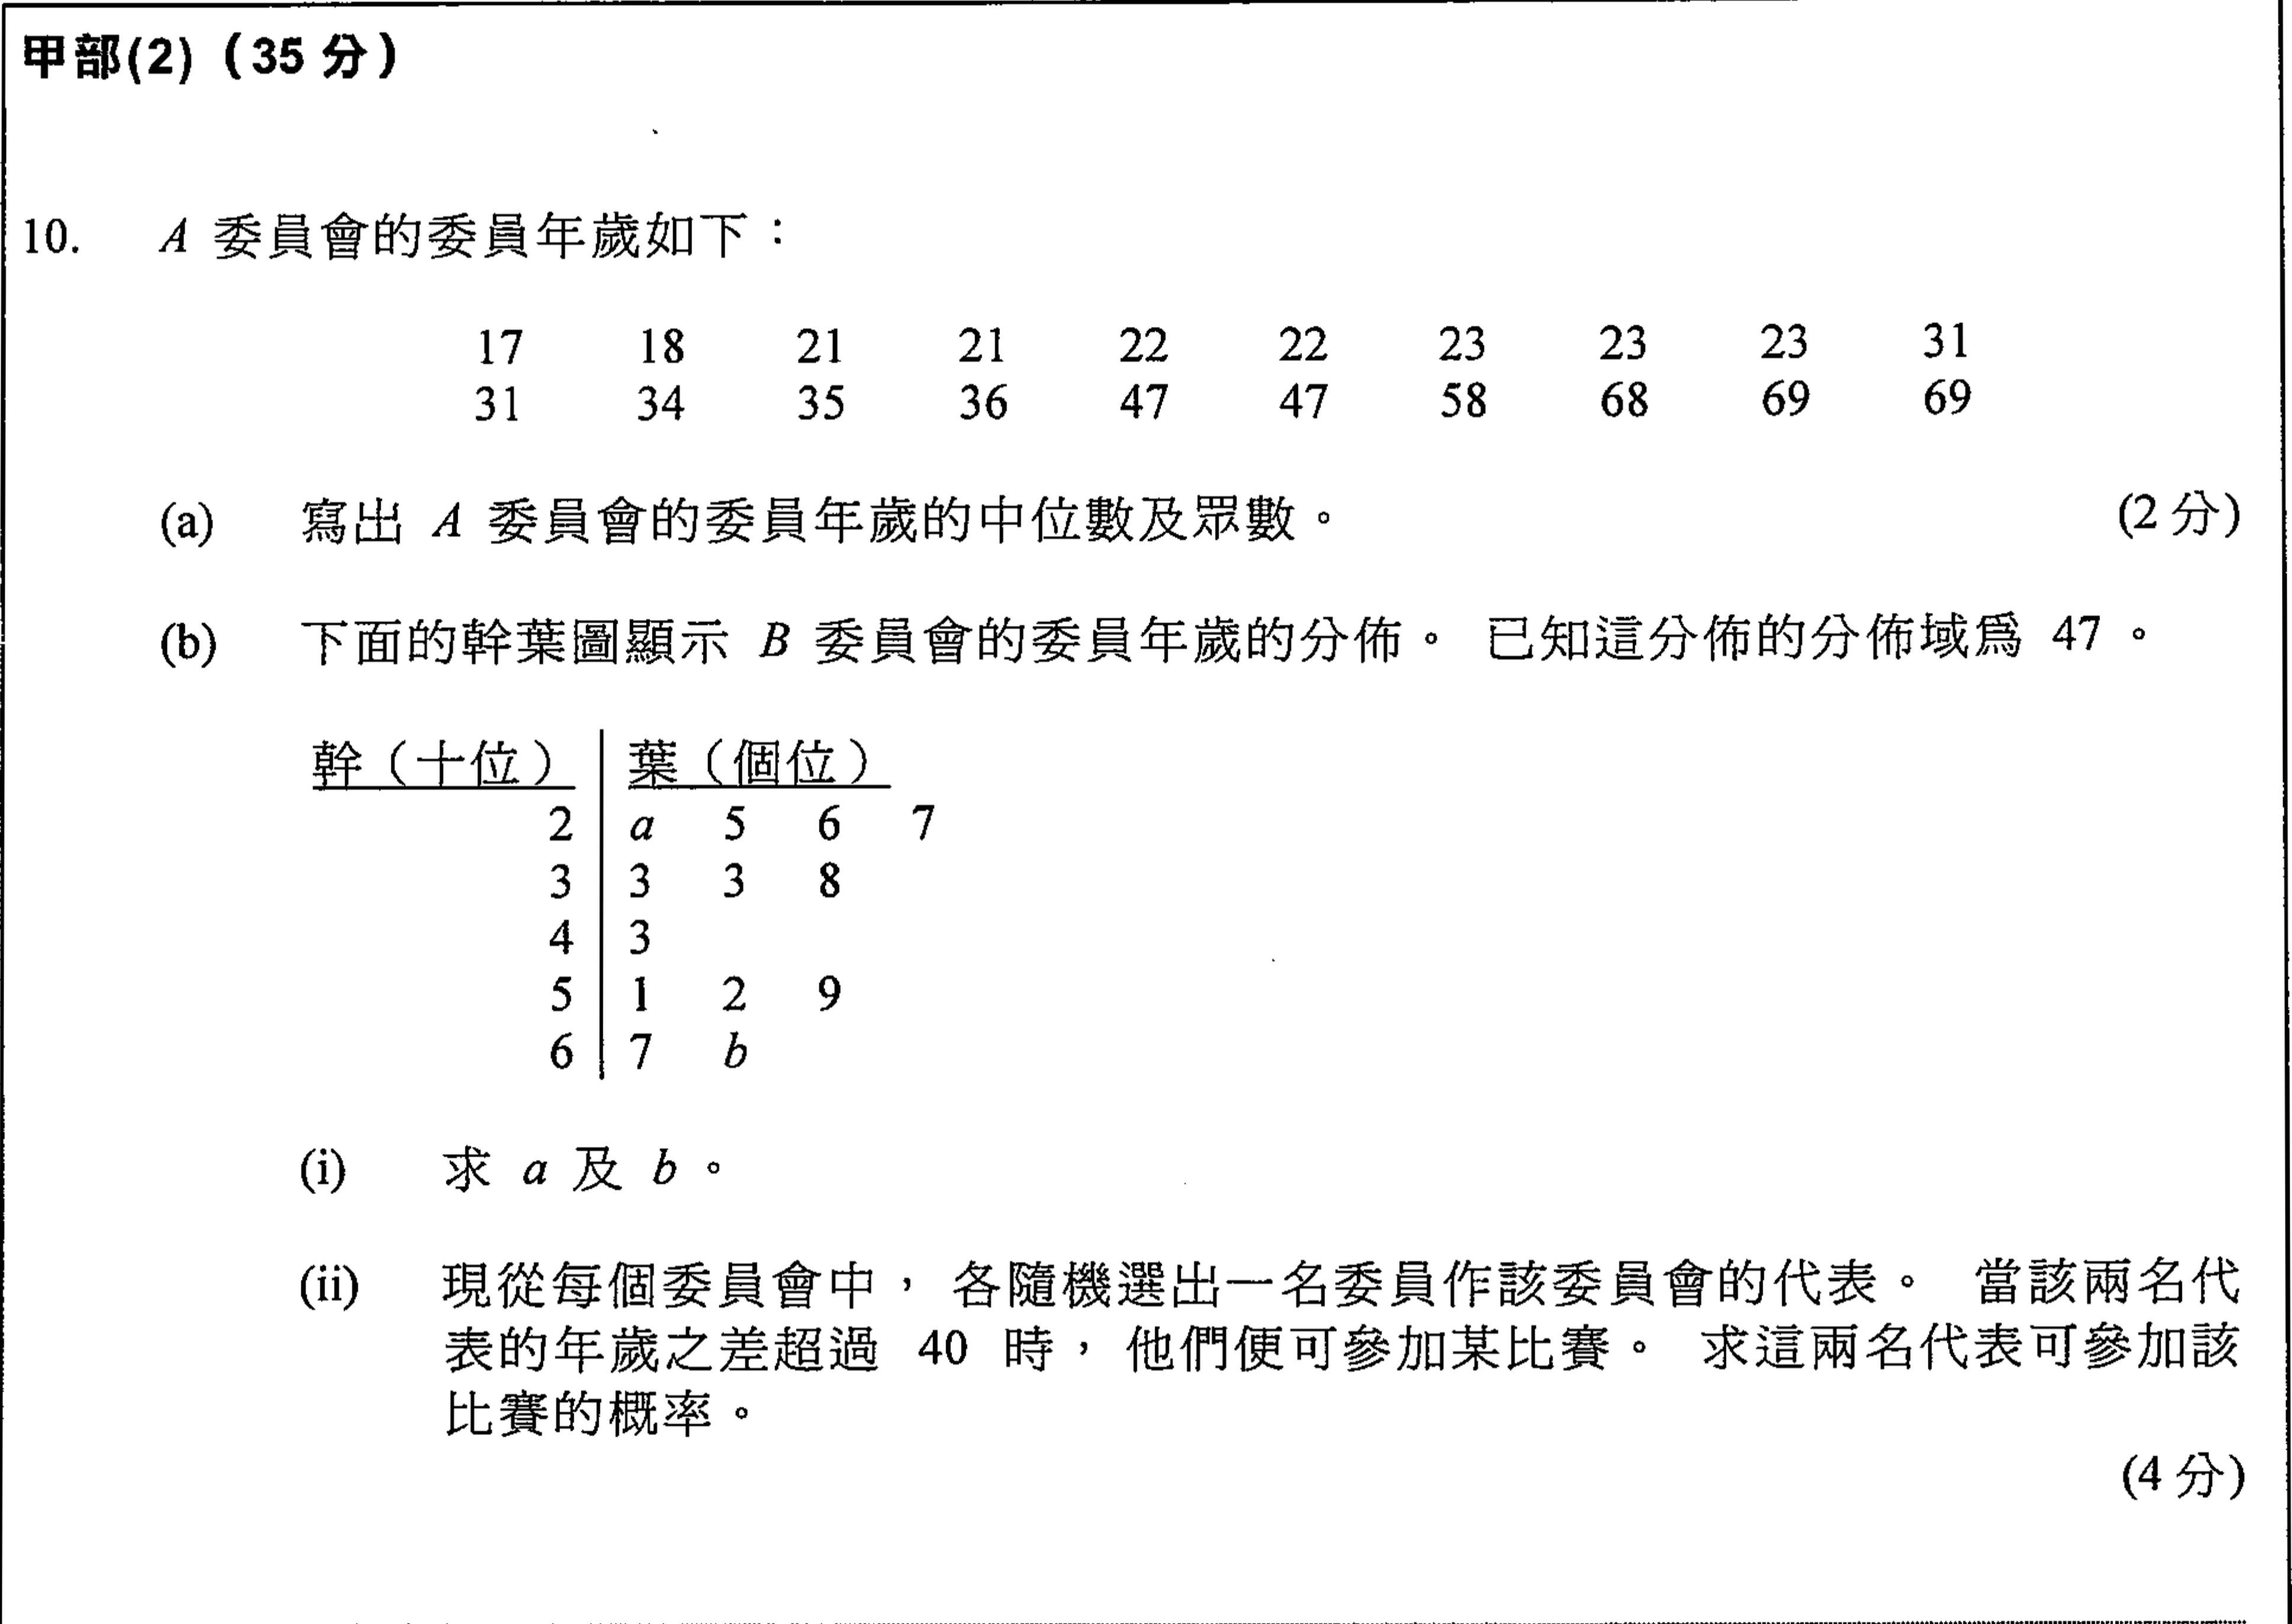 甲部(2)（35 分）
10. A 委員會的委員年歲如下：
17 18 21 21 22 22 23 23 23 31
31 34 35 36 47 47 58 68 69 69
(a) 寫出 A 委員會的委員年歲的中位數及眾數。 (2 分)
(b) 下面的幹葉圖顯示 B 委員會的委員年歲的分佈。 已知這分佈的分佈域爲 47 。
幹（十位） 葉（個位）
2 a 5 6 7
3 3 3 8
4 3
5 1 2 9
6 7 b
(i) 求 a 及 b 。
(ii) 現從每個委員會中，各隨機選出一名委員作該委員會的代表。 當該兩名代
表的年歲之差超過 40 時，他們便可參加某比賽。 求這兩名代表可參加該
比賽的概率。
(4 分)